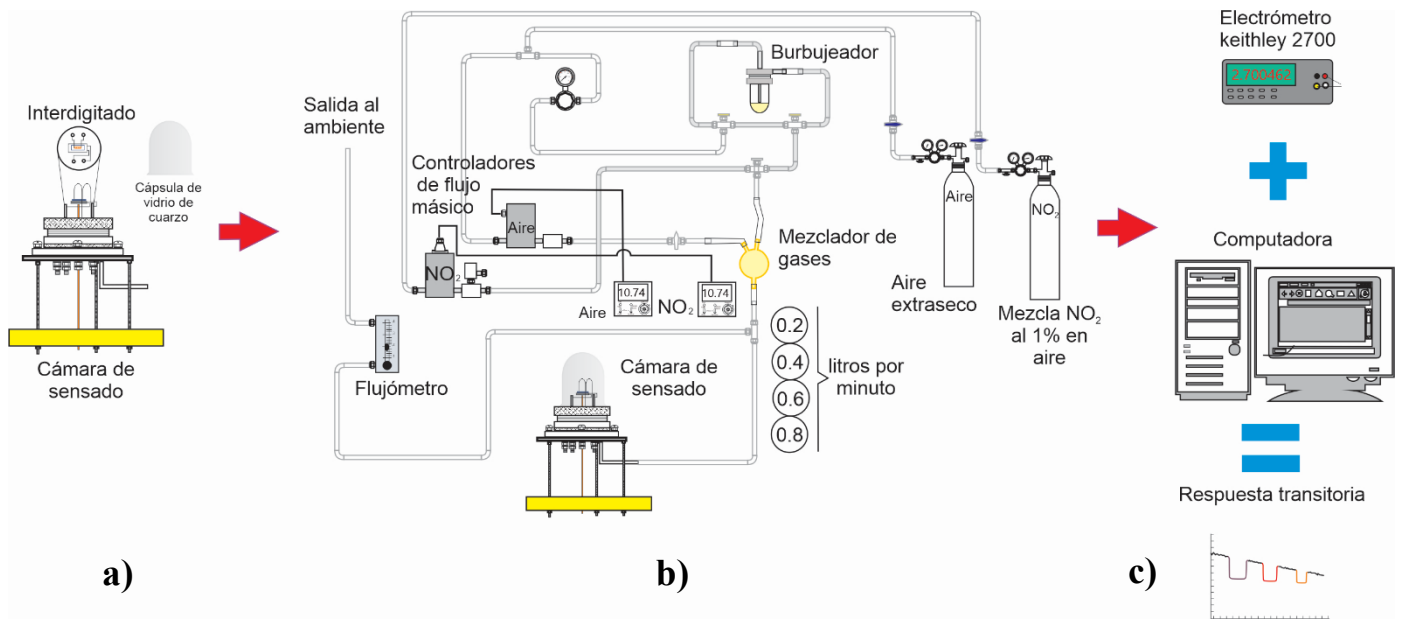 Interdigitado
Cápsula de
vidrio de
cuarzo
Cámara de
sensado
a)
Salida al
ambiente
Burbujeador
Controladores
de flujo
másico
Aire
NO₂
Mezclador de
gases
10.74
10.74
Aire
NO₂
Flujómetro
Cámara de
sensado
0.2
0.4
0.6
0.8
litros por
minuto
Aire
NO₂
Aire
extraseco
Mezcla NO₂
al 1% en
aire
b)
Electrómetro
keithley 2700
2.700462
Computadora
Respuesta transitoria
c)